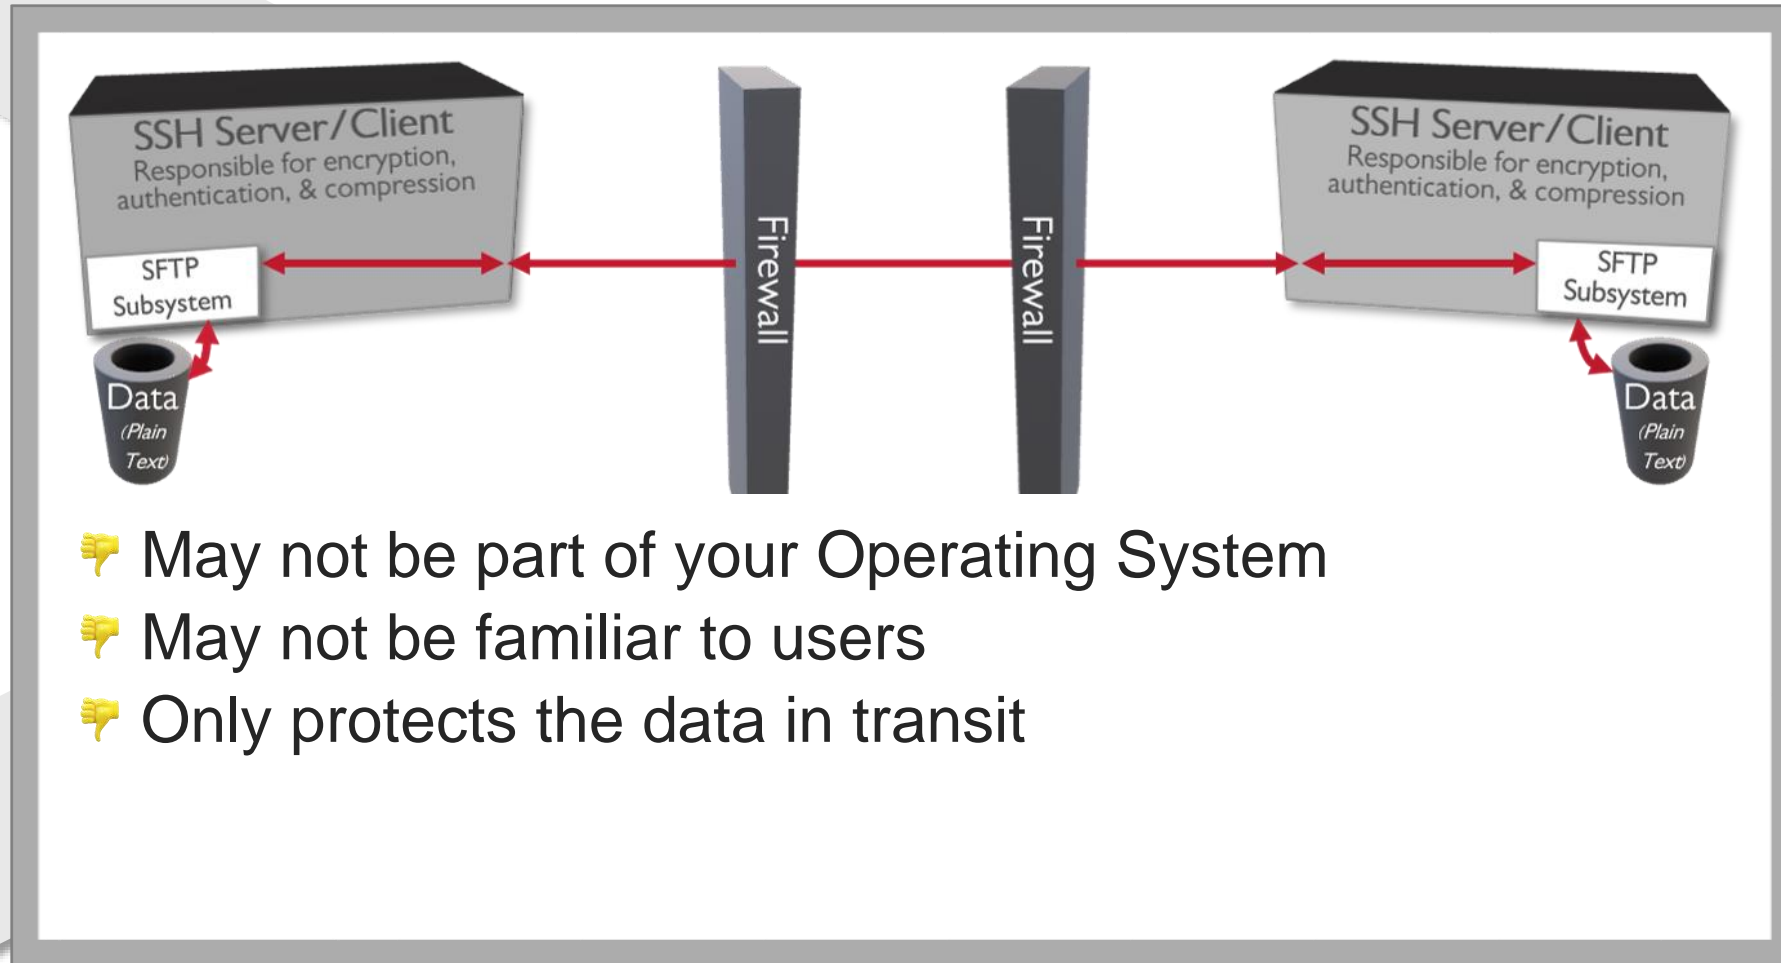 SSH Server/Client
Responsible for encryption,
authentication, & compression
SFTP
Subsystem
Data
(Plain
Text)
Firewall
Firewall
SSH Server/Client
Responsible for encryption,
authentication, & compression
SFTP
Subsystem
Data
(Plain
Text)
May not be part of your Operating System
May not be familiar to users
Only protects the data in transit